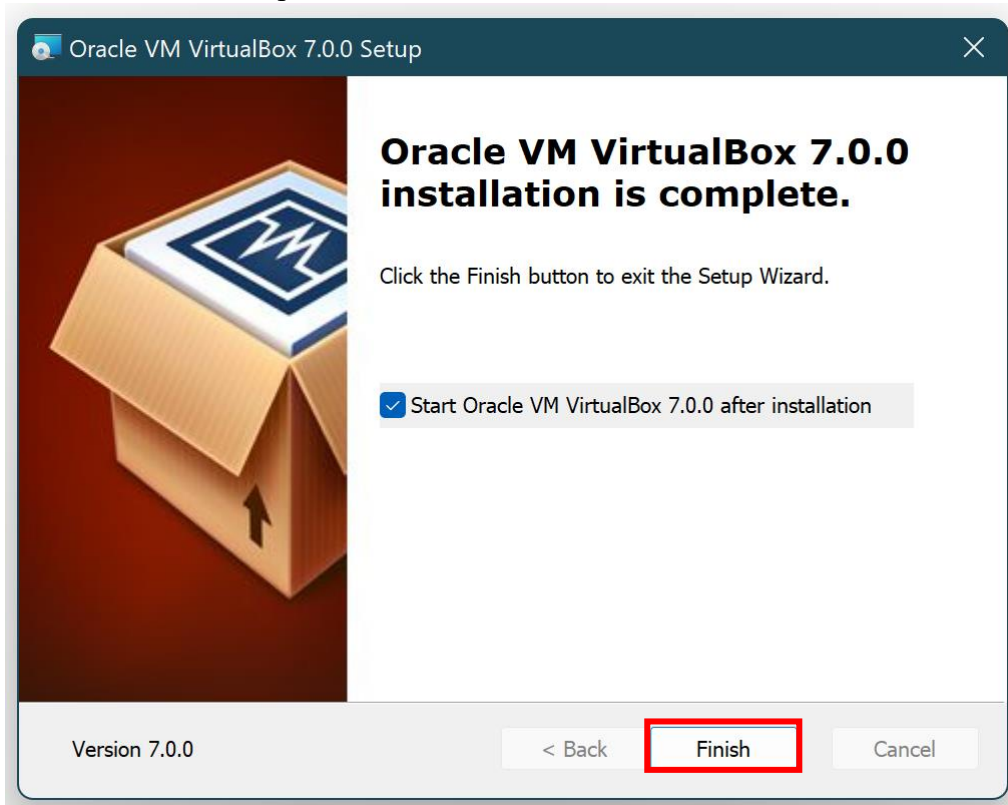 Oracle VM VirtualBox 7.0.0 Setup
Oracle VM VirtualBox 7.0.0
installation is complete.
Click the Finish button to exit the Setup Wizard.
Start Oracle VM VirtualBox 7.0.0 after installation
Version 7.0.0
< Back
Finish
Cancel